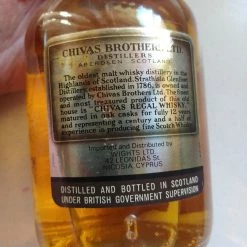 CHIVAS BROTHERS LTD.
DISTILLERS
ABERDEEN SCOTLAND
The oldest malt whisky distillery in the
Highlands of Scotland, Strathisla Glenlivet
Distillery, established in 1786, is owned and
operated by Chivas Brothers Ltd. The finest
and most treasured product of this old
house is CHIVAS REGAL WHISKY,
matured in oak casks for fully 12 years
and representing a century and a half of
experience in producing fine Scotch Whisky
Imported and Distributed by
WIGHTS LTD
42 LEONIDAS St.
NICOSIA, CYPRUS
DISTILLED AND BOTTLED IN SCOTLAND
UNDER BRITISH GOVERNMENT SUPERVISION